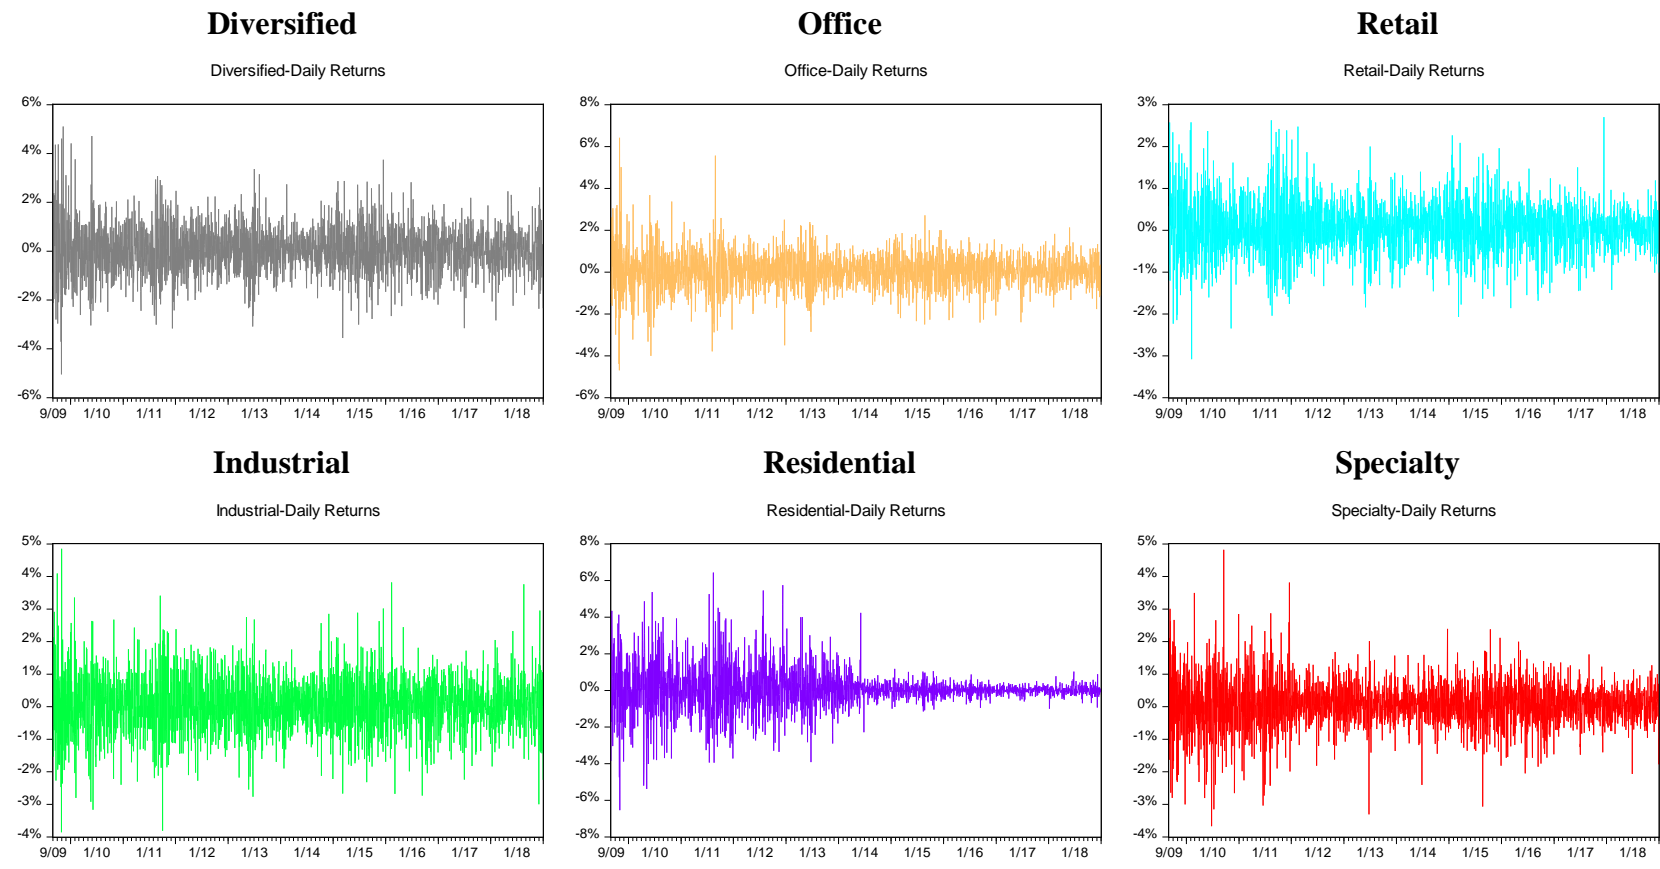 Diversified Office Retail
Diversified-Daily Returns Office-Daily Returns Retail-Daily Returns
6% 8% 3%
4% 6% 2%
2% 4% 1%
0% 2% 0%
-2% 0% -1%
-4% -2% -2%
-6% -4% -3%
-6% -4%
9/09 1/10 1/11 1/12 1/13 1/15 1/16 1/17 1/18 9/09 1/10 1/11 1/12 1/13 1/14 1/15 1/16 1/17 1/18 9/09 1/10 1/11 1/12 1/13 1/14 1/15 1/16 1/17 1/18
Industrial Residential Specialty
Industrial-Daily Returns Residential-Daily Returns Specialty-Daily Returns
5% 8% 5%
4% 6% 4%
3% 4% 3%
2% 2% 2%
1% 0% 1%
0% -2% 0%
-1% -4% -1%
-2% -6% -2%
-3% -8% -3%
-4% -4%
9/09 1/10 1/11 1/12 1/13 1/14 1/15 1/16 1/17 1/18 9/09 1/10 1/11 1/12 1/13 1/14 1/15 1/16 1/17 1/18 9/09 1/10 1/11 1/12 1/13 1/14 1/15 1/16 1/17 1/18